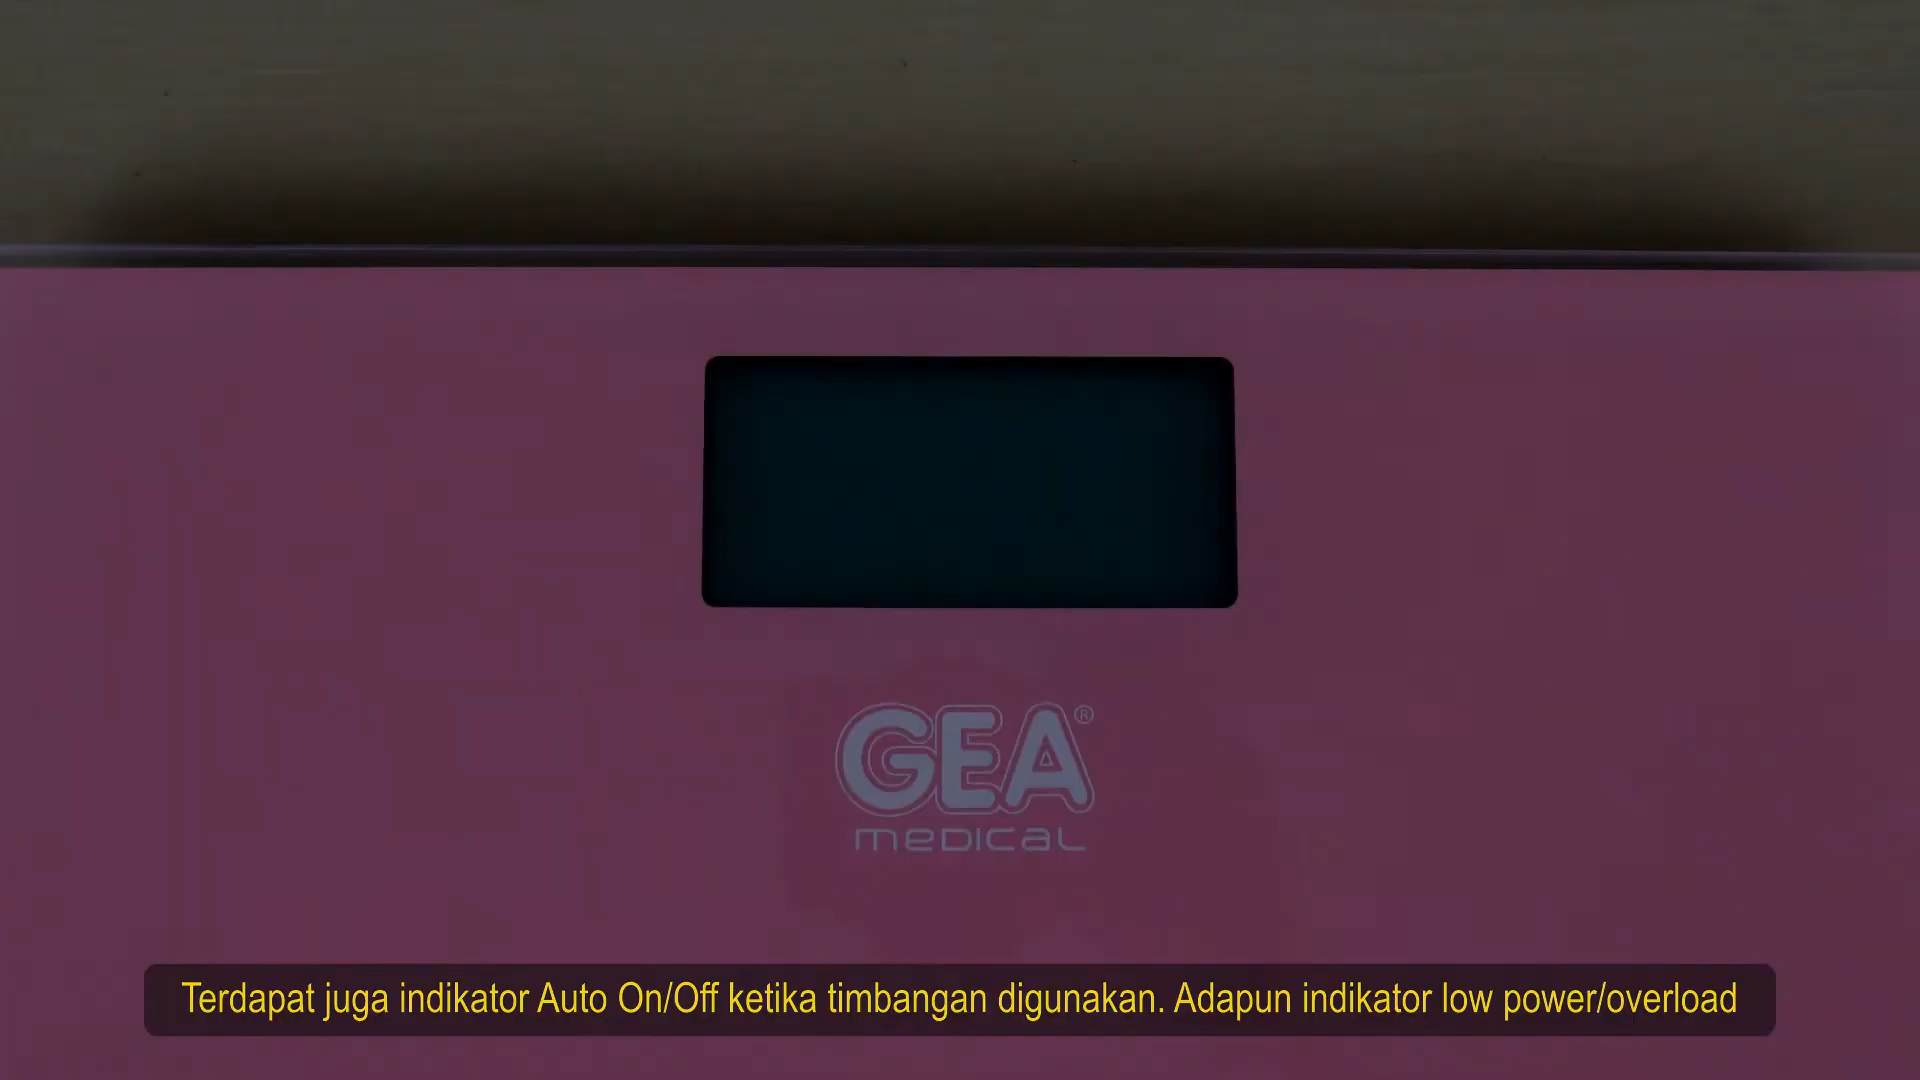 GEA®
medical
Terdapat juga indikator Auto On/Off ketika timbangan digunakan. Adapun indikator low power/overload